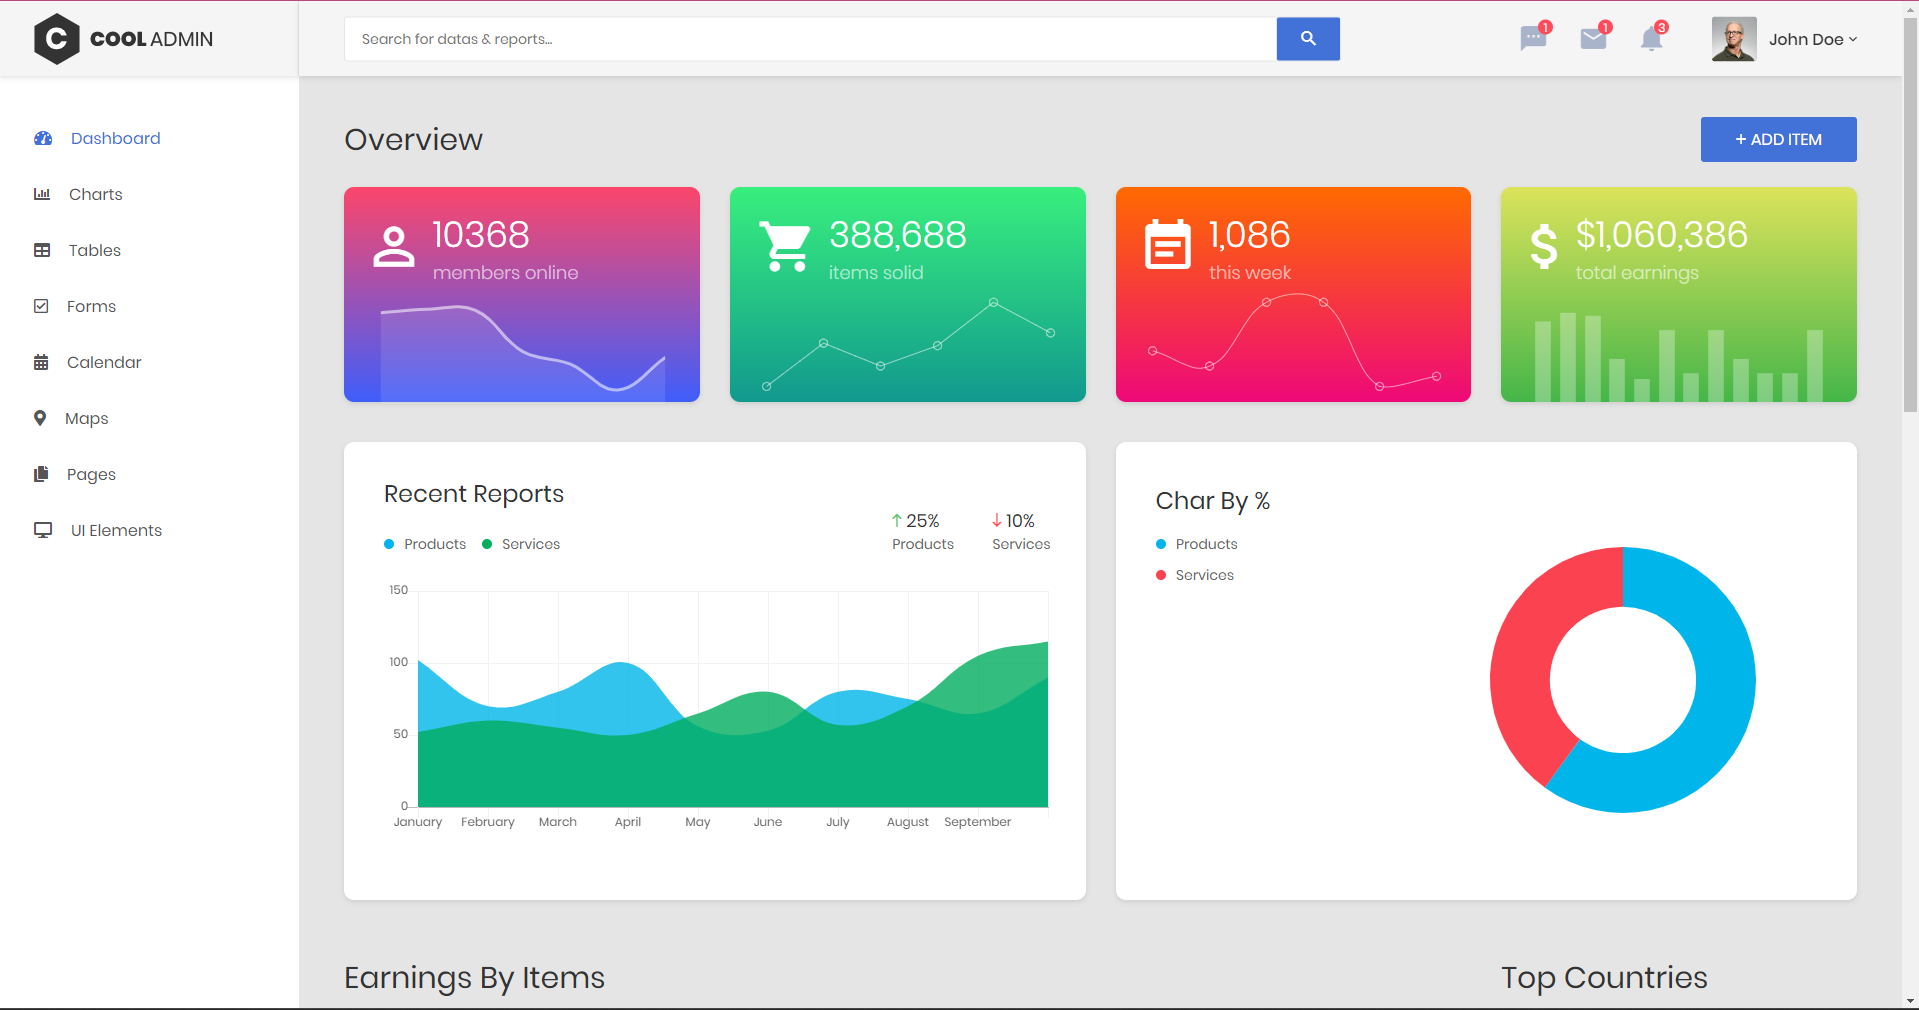 C COOL ADMIN
Search for datas & reports...
1
1
3
John Doe
Dashboard
Charts
Tables
Forms
Calendar
Maps
Pages
UI Elements
Overview
+ ADD ITEM
10368
members online
388,688
items solid
1,086
this week
$1,060,386
total earnings
Recent Reports
Products Services
25%
Products
10%
Services
150
100
50
0
January February March April May June July August September
Char By %
Products
Services
Earnings By Items
Top Countries